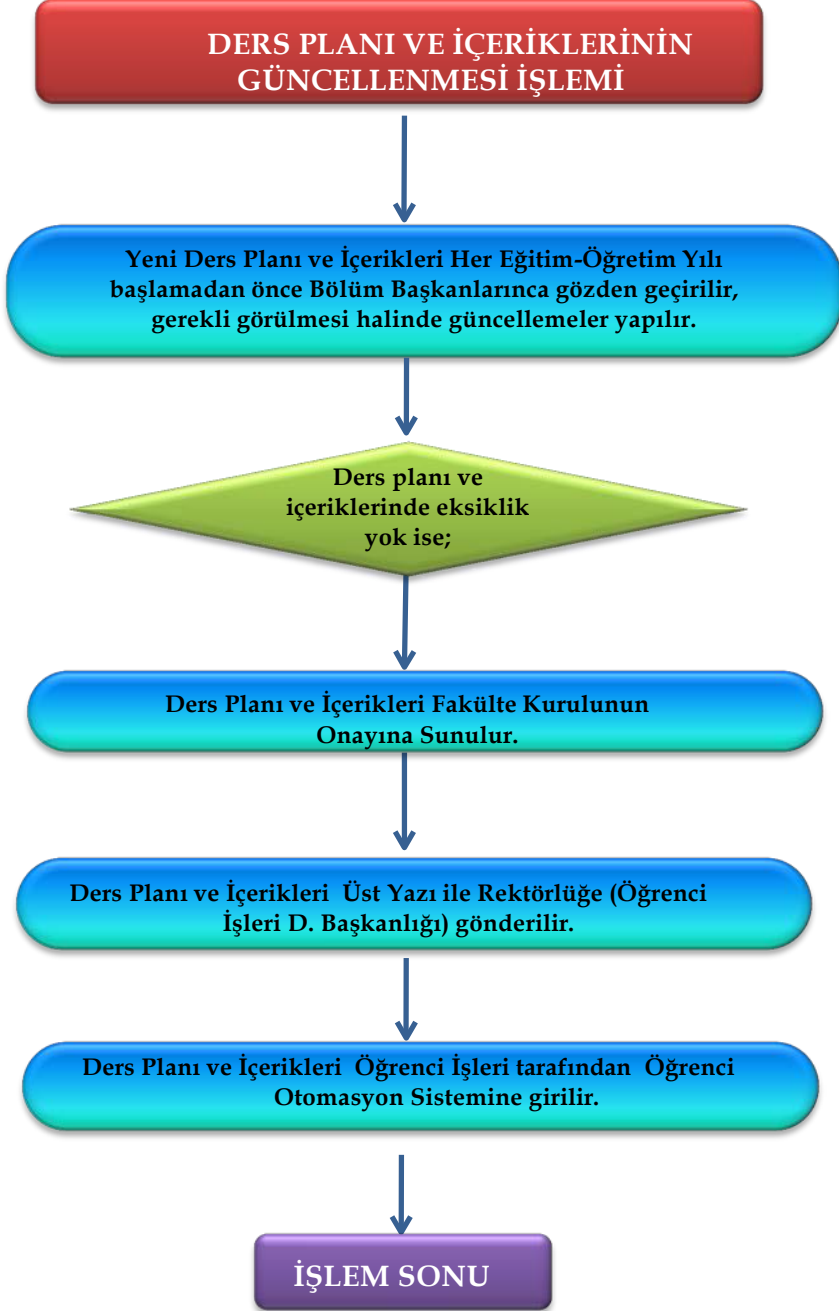 DERS PLANI VE İÇERİKLERİNİN
GÜNCELLENMESİ İŞLEMİ
Yeni Ders Planı ve İçerikleri Her Eğitim-Öğretim Yılı
başlamadan önce Bölüm Başkanlarınca gözden geçirilir,
gerekli görülmesi halinde güncellemeler yapılır.
Ders planı ve
içeriklerinde eksiklik
yok ise;
Ders Planı ve İçerikleri Fakülte Kurulunun
Onayına Sunulur.
Ders Planı ve İçerikleri Üst Yazı ile Rektörlüğe (Öğrenci
İşleri D. Başkanlığı) gönderilir.
Ders Planı ve İçerikleri Öğrenci İşleri tarafından Öğrenci
Otomasyon Sistemine girilir.
İŞLEM SONU